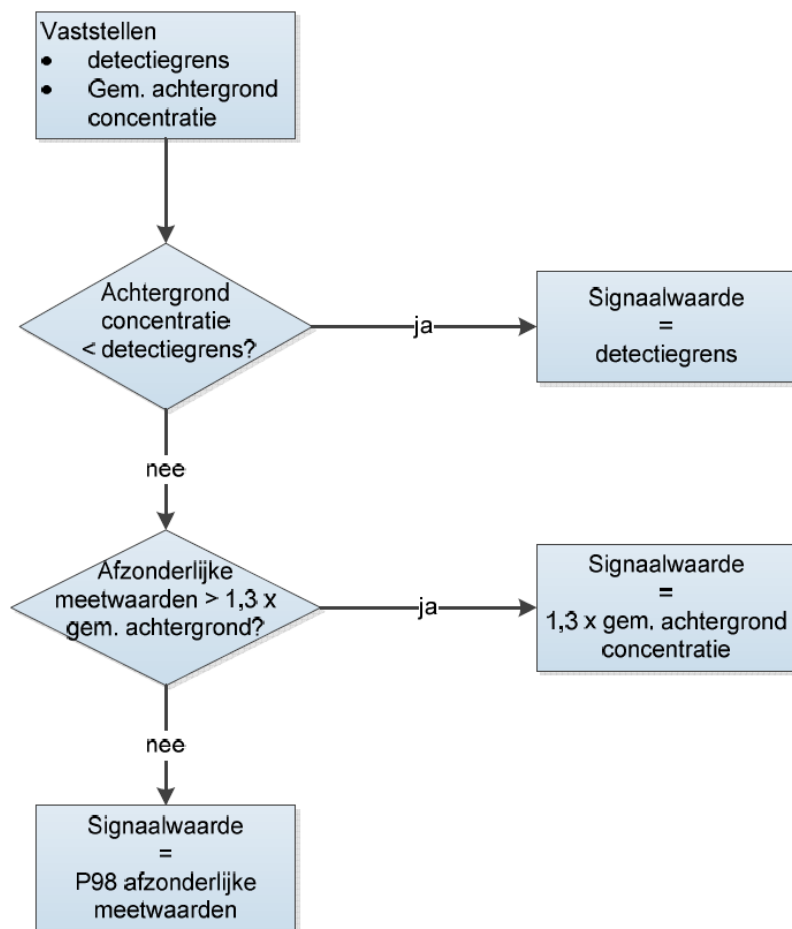 Vaststellen
• detectiegrens
• Gem. achtergrond
concentratie
Achtergrond
concentratie
< detectiegrens?
ja
Signaalwaarde
=
detectiegrens
nee
Afzonderlijke
meetwaarden > 1,3 x
gem. achtergrond?
ja
Signaalwaarde
=
1,3 x gem. achtergrond
concentratie
nee
Signaalwaarde
=
P98 afzonderlijke
meetwaarden